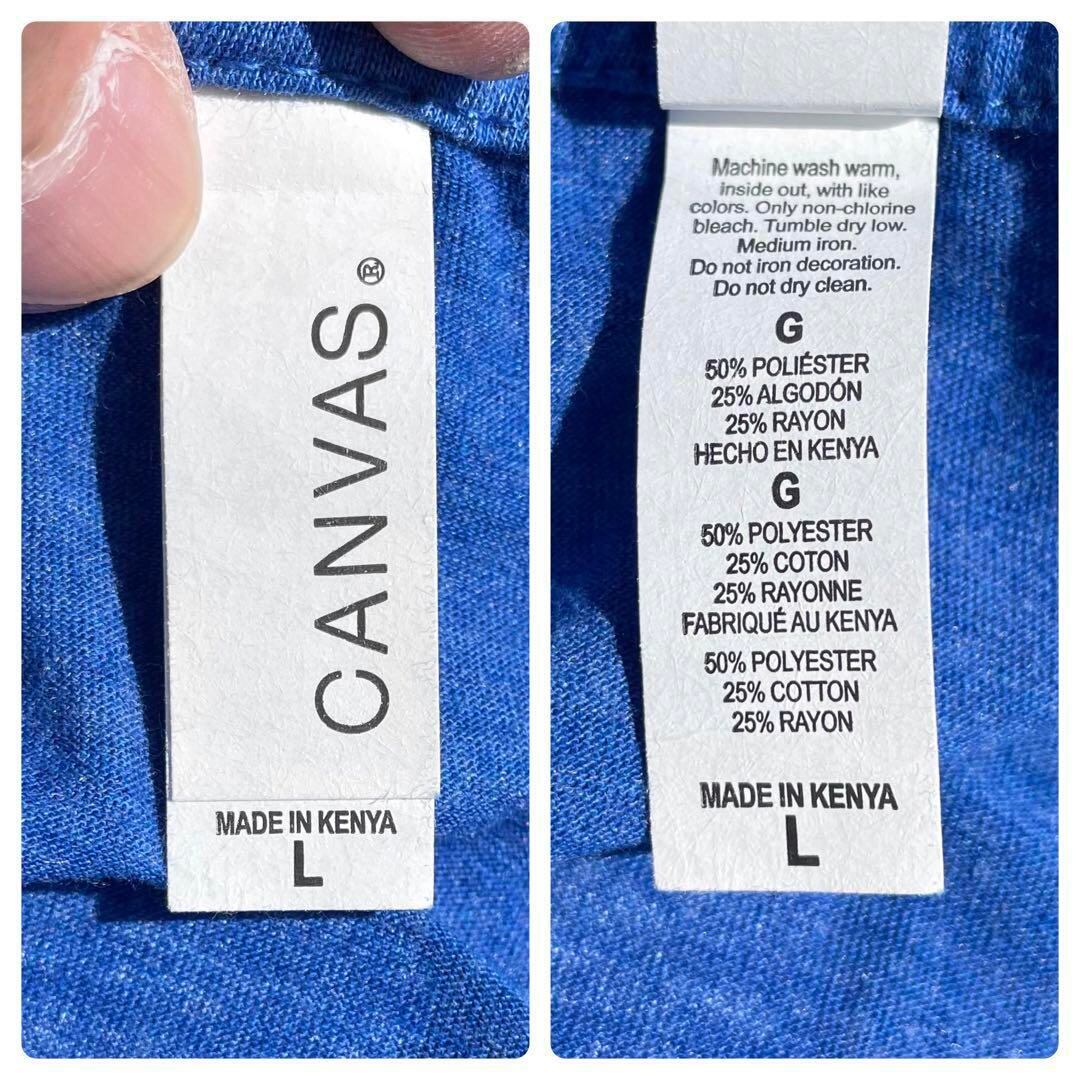 CANVAS®
MADE IN KENYA
L
Machine wash warm,
inside out, with like
colors. Only non-chlorine
bleach. Tumble dry low.
Medium iron.
Do not iron decoration.
Do not dry clean.
G
50% POLIÉSTER
25% ALGODÓN
25% RAYON
HECHO EN KENYA
G
50% POLYESTER
25% COTON
25% RAYONNE
FABRIQUÉ AU KENYA
50% POLYESTER
25% COTTON
25% RAYON
MADE IN KENYA
L